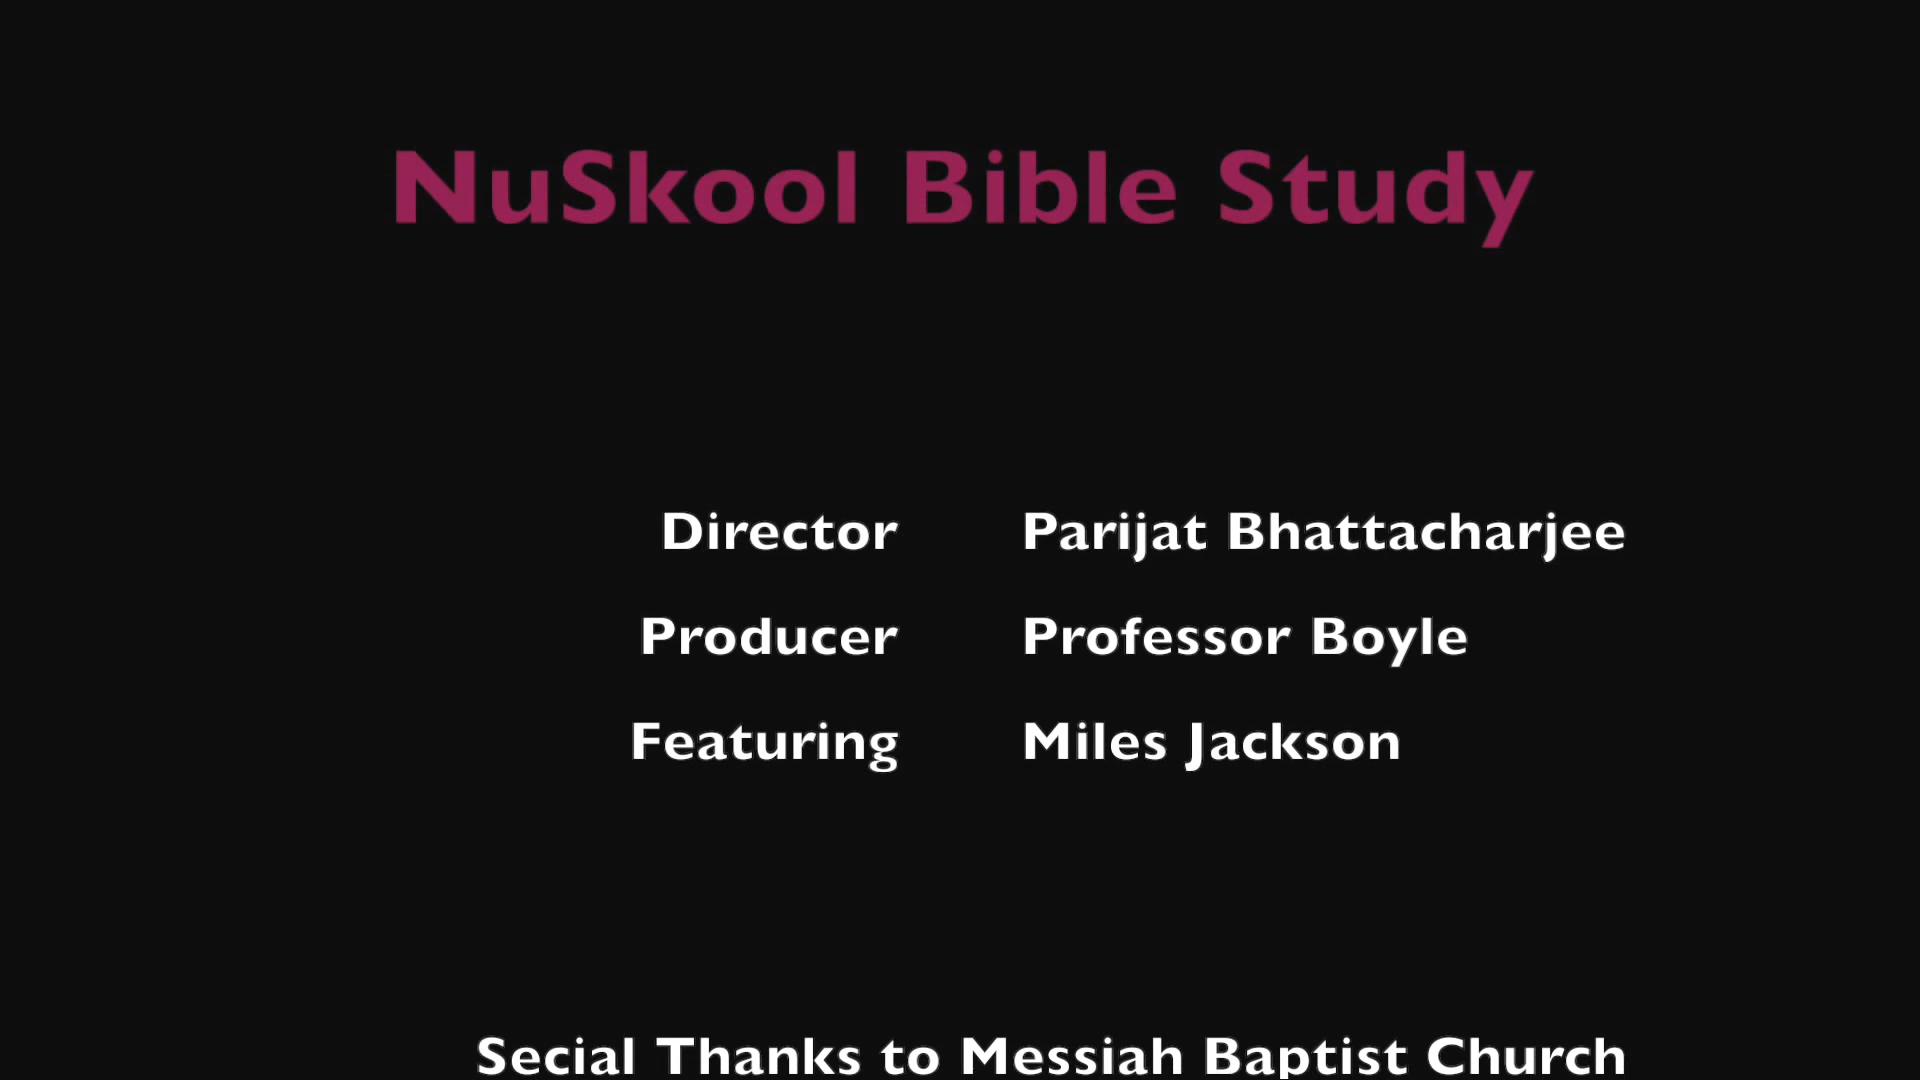 NuSkool Bible Study
Director Parijat Bhattacharjee
Producer Professor Boyle
Featuring Miles Jackson
Secial Thanks to Messiah Baptist Church